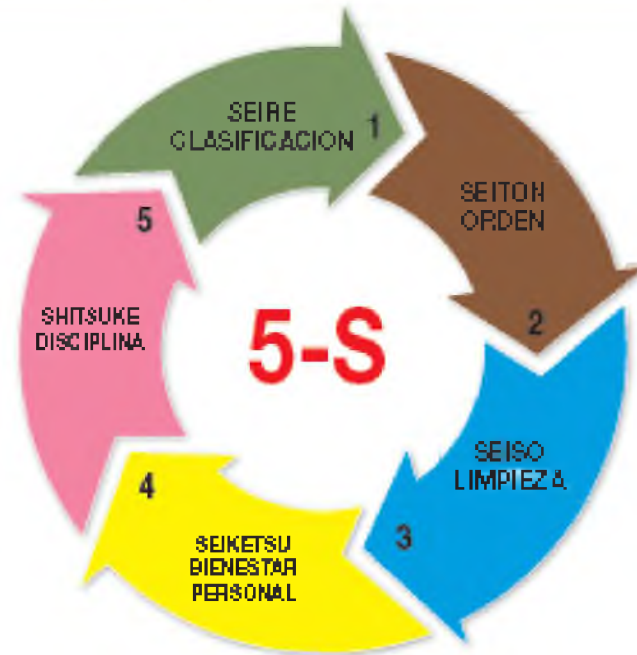 SEIRE
CLASIFICACION
1
SEITON
ORDEN
2
SEISO
LIMPIEZA
3
SEIKETSU
BIENESTAR
PERSONAL
4
SHITSUKE
DISCIPLINA
5
5-S